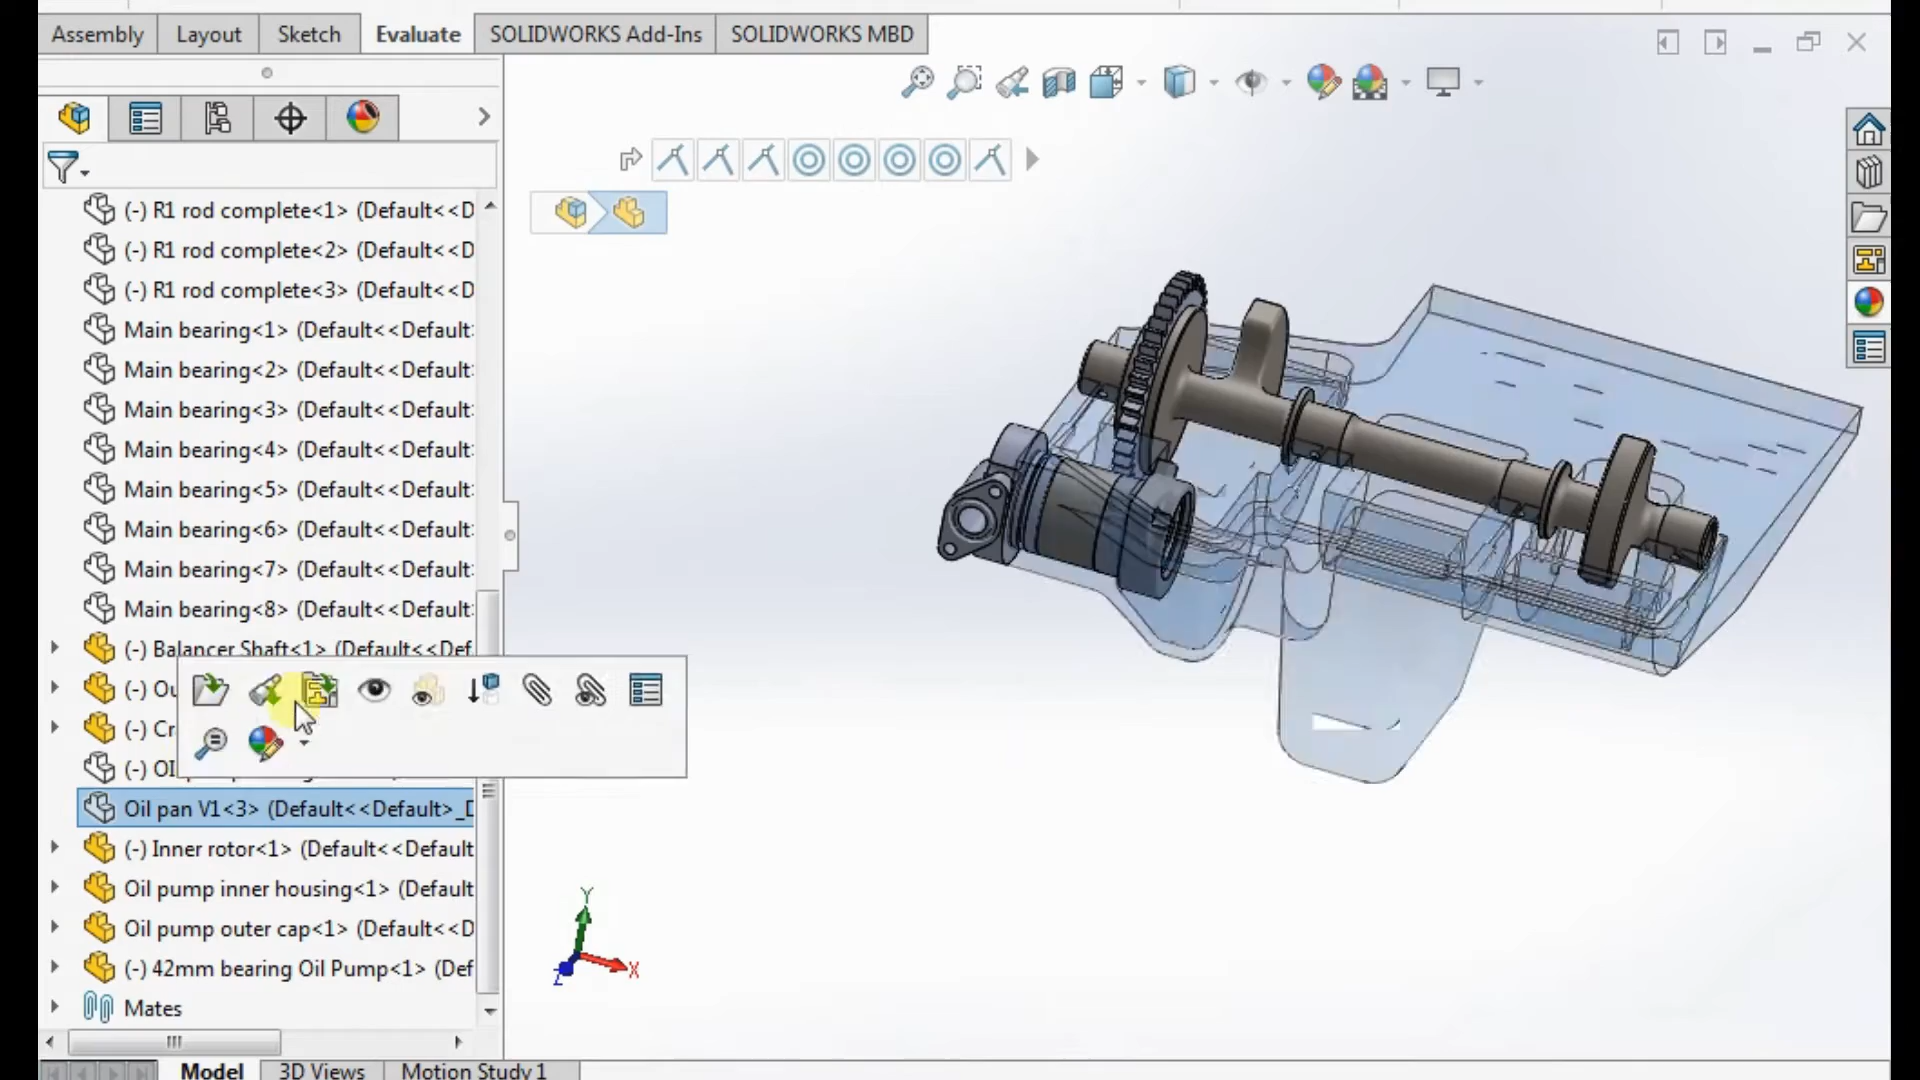 Assembly Layout Sketch Evaluate SOLIDWORKS Add-Ins SOLIDWORKS MBD
(-) R1 rod complete<1> (Default<<D
(-) R1 rod complete<2> (Default<<D
(-) R1 rod complete<3> (Default<<D
Main bearing<1> (Default<<Default:
Main bearing<2> (Default<<Default:
Main bearing<3> (Default<<Default:
Main bearing<4> (Default<<Default:
Main bearing<5> (Default<<Default:
Main bearing<6> (Default<<Default:
Main bearing<7> (Default<<Default:
Main bearing<8> (Default<<Default:
(-) Balancer Shaft<1> (Default<<Def
(-) Ou
(-) Cr
(-) OI
Oil pan V1<3> (Default<<Default>_D
(-) Inner rotor<1> (Default<<Default
Oil pump inner housing<1> (Default
Oil pump outer cap<1> (Default<<D
(-) 42mm bearing Oil Pump<1> (Def
Mates
Y
X
Z
Model 3D Views Motion Study 1